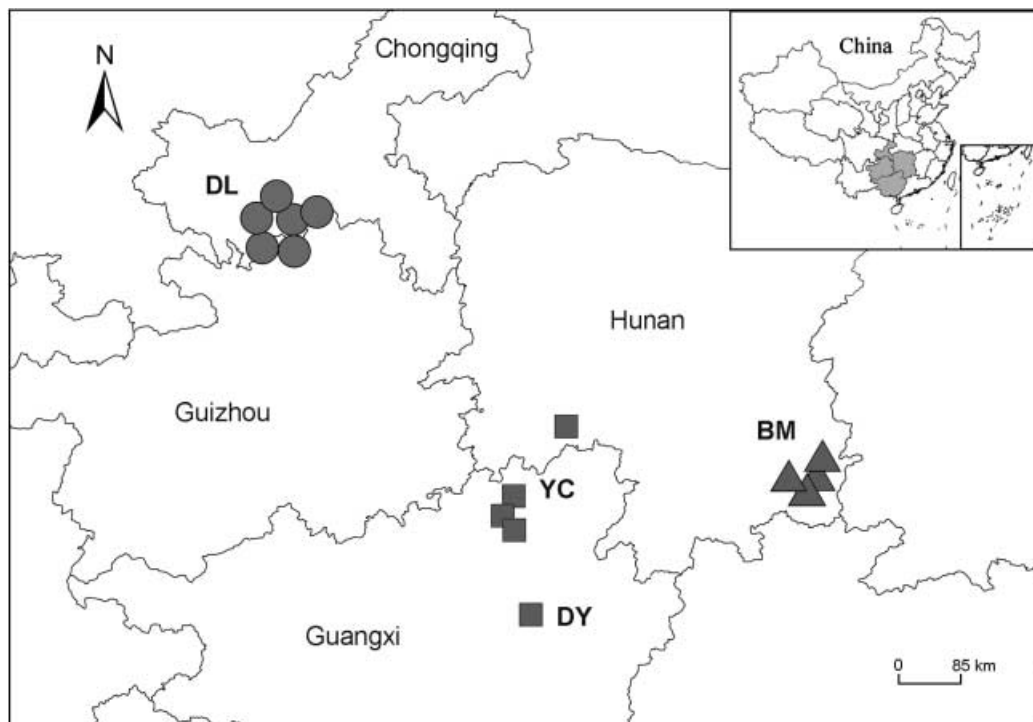 Chongqing
China
N
DL
Hunan
Guizhou
BM
YC
DY
Guangxi
0 85 km